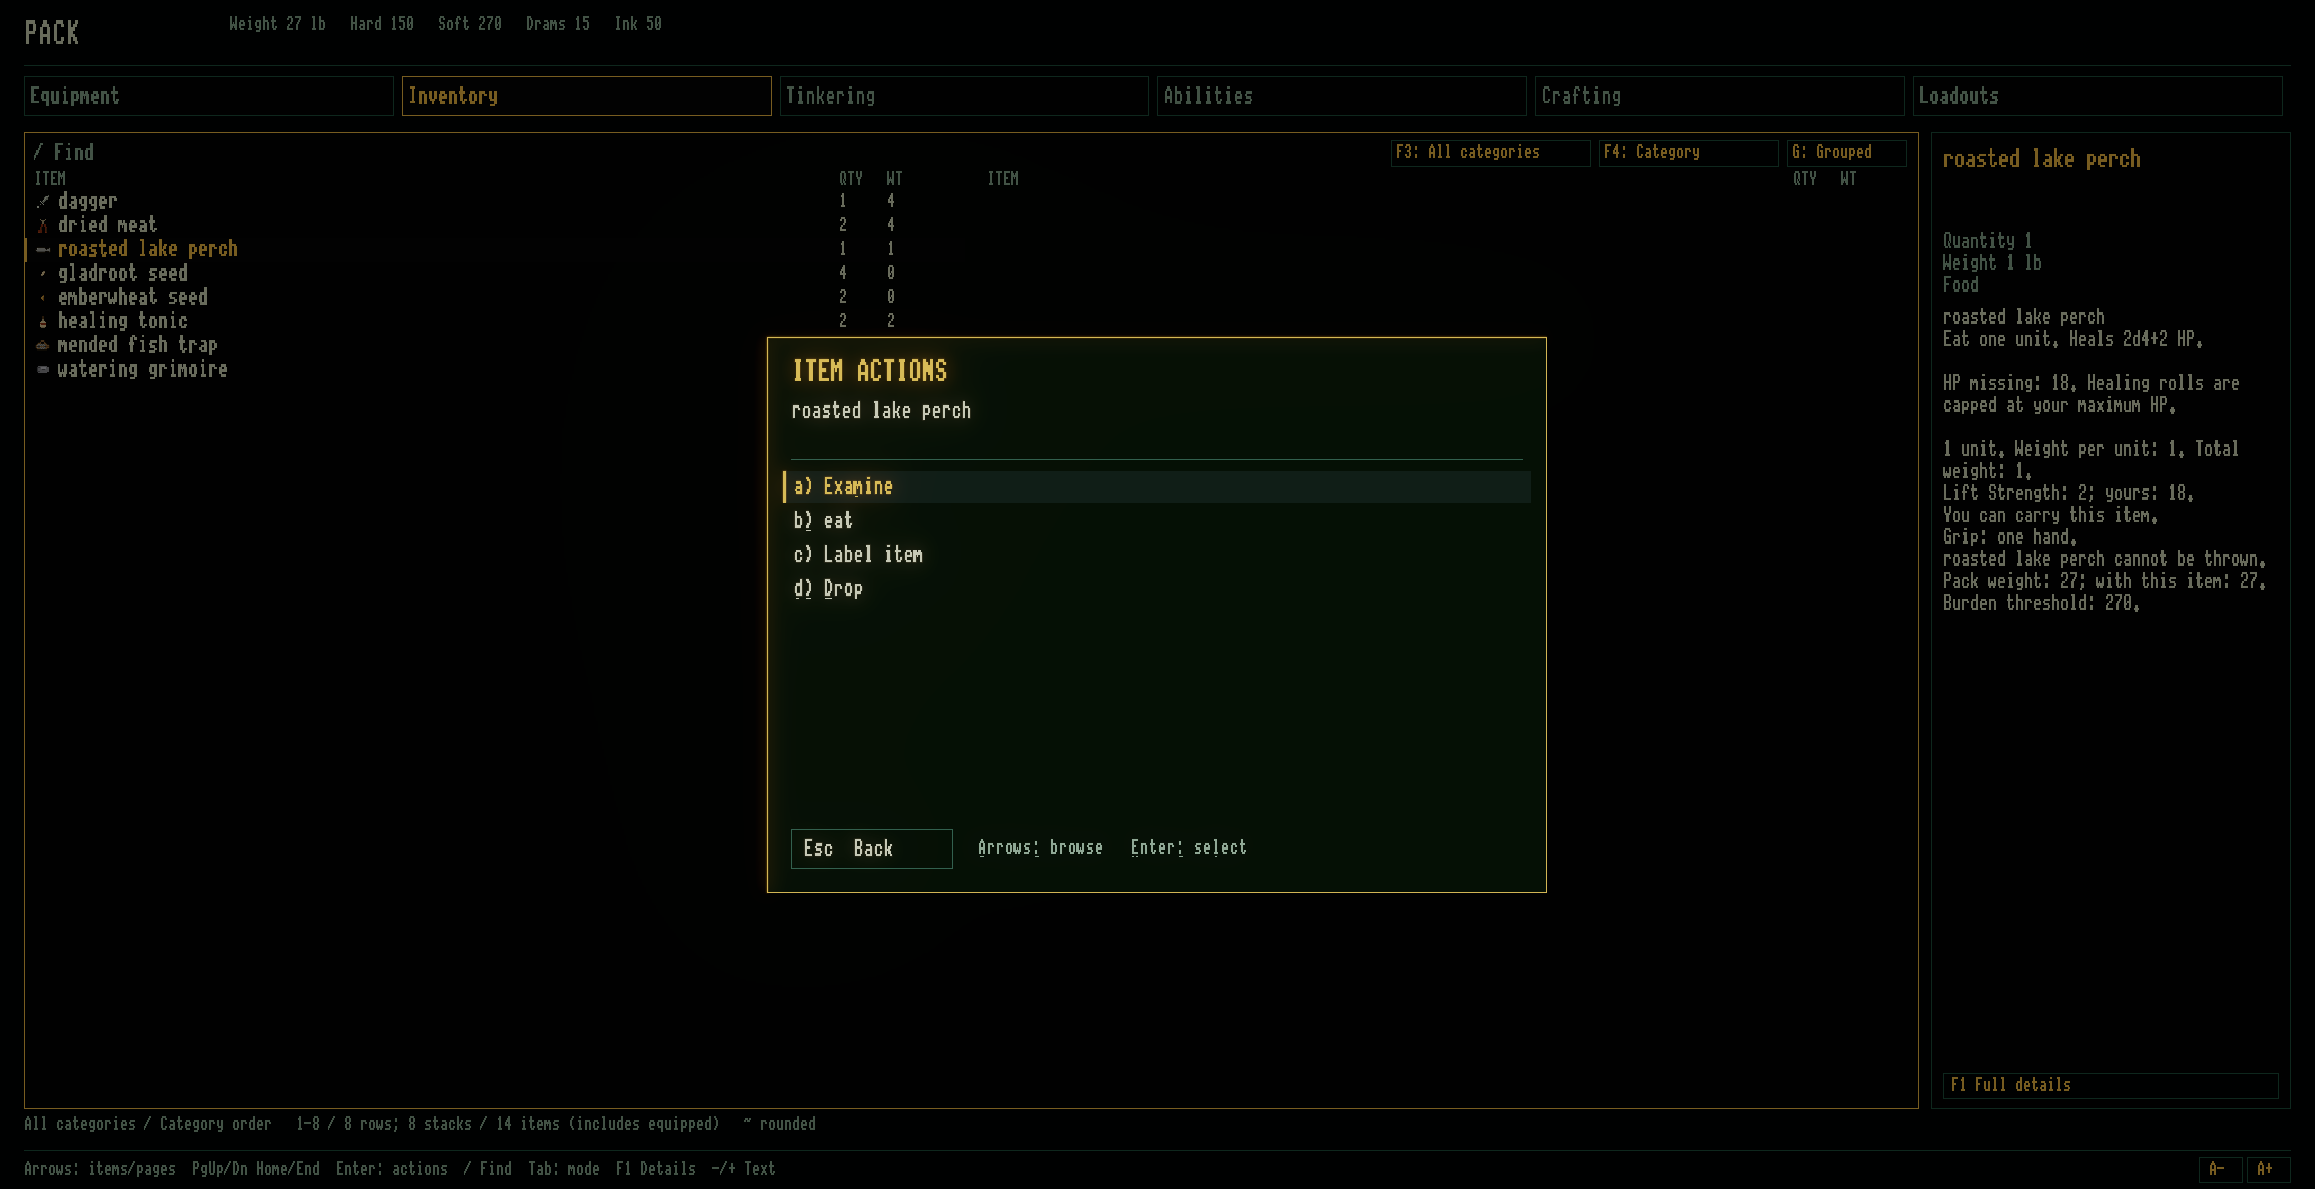 PACK
Weight 27 lb   Hard 150   Soft 270   Drams 15   Ink 50
Equipment   Inventory   Tinkering   Abilities   Crafting   Loadouts
/ Find
F3: All categories   F4: Category   G: Grouped
ITEM   QTY   WT   ITEM   QTY   WT
dagger   1   4
dried meat   2   4
roasted lake perch   1   1
gladroot seed   4   0
emberwheat seed   2   0
healing tonic   2   2
mended fish trap
watering grimoire
ITEM ACTIONS
roasted lake perch
a) Examine
b) eat
c) Label item
d) Drop
Esc  Back   Arrows: browse   Enter: select
roasted lake perch
Quantity 1
Weight 1 lb
Food
roasted lake perch
Eat one unit. Heals 2d4+2 HP.
HP missing: 18. Healing rolls are
capped at your maximum HP.
1 unit. Weight per unit: 1. Total
weight: 1.
Lift Strength: 2; yours: 18.
You can carry this item.
Grip: one hand.
roasted lake perch cannot be thrown.
Pack weight: 27; with this item: 27.
Burden threshold: 270.
F1 Full details
All categories / Category order   1-8 / 8 rows; 8 stacks / 14 items (includes equipped)   ~ rounded
Arrows: items/pages  PgUp/Dn Home/End  Enter: actions  / Find  Tab: mode  F1 Details  -/+ Text
A-   A+